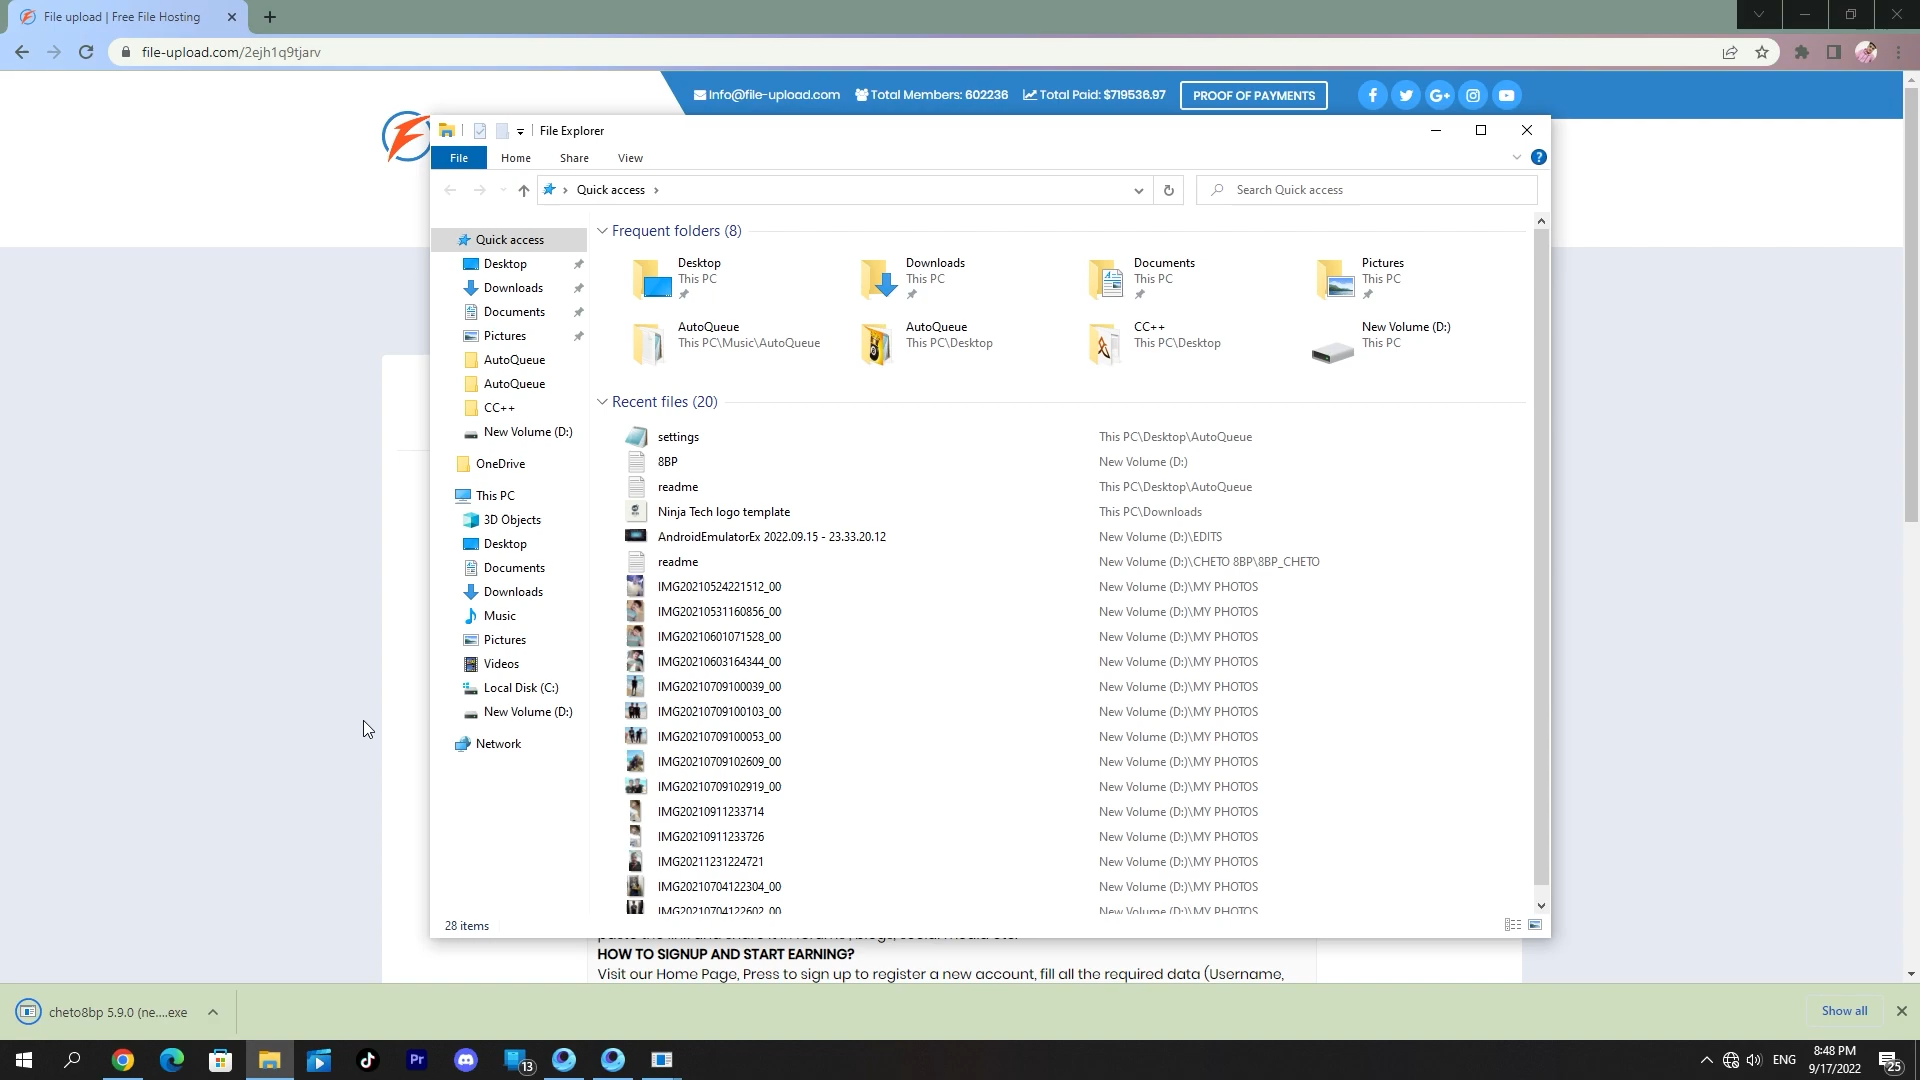 File upload | Free File Hosting
file-upload.com/2ejh1q9tjarv
Info@file-upload.com Total Members: 602236 Total Paid: $719536.97 PROOF OF PAYMENTS
File Explorer
File Home Share View
Quick access
Search Quick access
Quick access
Desktop
Downloads
Documents
Pictures
AutoQueue
AutoQueue
CC++
New Volume (D:)
OneDrive
This PC
3D Objects
Desktop
Documents
Downloads
Music
Pictures
Videos
Local Disk (C:)
New Volume (D:)
Network
Frequent folders (8)
Desktop
This PC
Downloads
This PC
Documents
This PC
Pictures
This PC
AutoQueue
This PC\Music\AutoQueue
AutoQueue
This PC\Desktop
CC++
This PC\Desktop
New Volume (D:)
This PC
Recent files (20)
settings This PC\Desktop\AutoQueue
8BP New Volume (D:)
readme This PC\Desktop\AutoQueue
Ninja Tech logo template This PC\Downloads
AndroidEmulatorEx 2022.09.15 - 23.33.20.12 New Volume (D:)\EDITS
readme New Volume (D:)\CHETO 8BP\8BP_CHETO
IMG20210524221512_00 New Volume (D:)\MY PHOTOS
IMG20210531160856_00 New Volume (D:)\MY PHOTOS
IMG20210601071528_00 New Volume (D:)\MY PHOTOS
IMG20210603164344_00 New Volume (D:)\MY PHOTOS
IMG20210709100039_00 New Volume (D:)\MY PHOTOS
IMG20210709100103_00 New Volume (D:)\MY PHOTOS
IMG20210709100053_00 New Volume (D:)\MY PHOTOS
IMG20210709102609_00 New Volume (D:)\MY PHOTOS
IMG20210709102919_00 New Volume (D:)\MY PHOTOS
IMG20210911233714 New Volume (D:)\MY PHOTOS
IMG20210911233726 New Volume (D:)\MY PHOTOS
IMG20211231224721 New Volume (D:)\MY PHOTOS
IMG20210704122304_00 New Volume (D:)\MY PHOTOS
IMG20210704122602_00 New Volume (D:)\MY PHOTOS
28 items
HOW TO SIGNUP AND START EARNING?
Visit our Home Page, Press to sign up to register a new account, fill all the required data (Username,
cheto8bp 5.9.0 (ne....exe
Show all
Pr
13
ENG
8:48 PM
9/17/2022
25